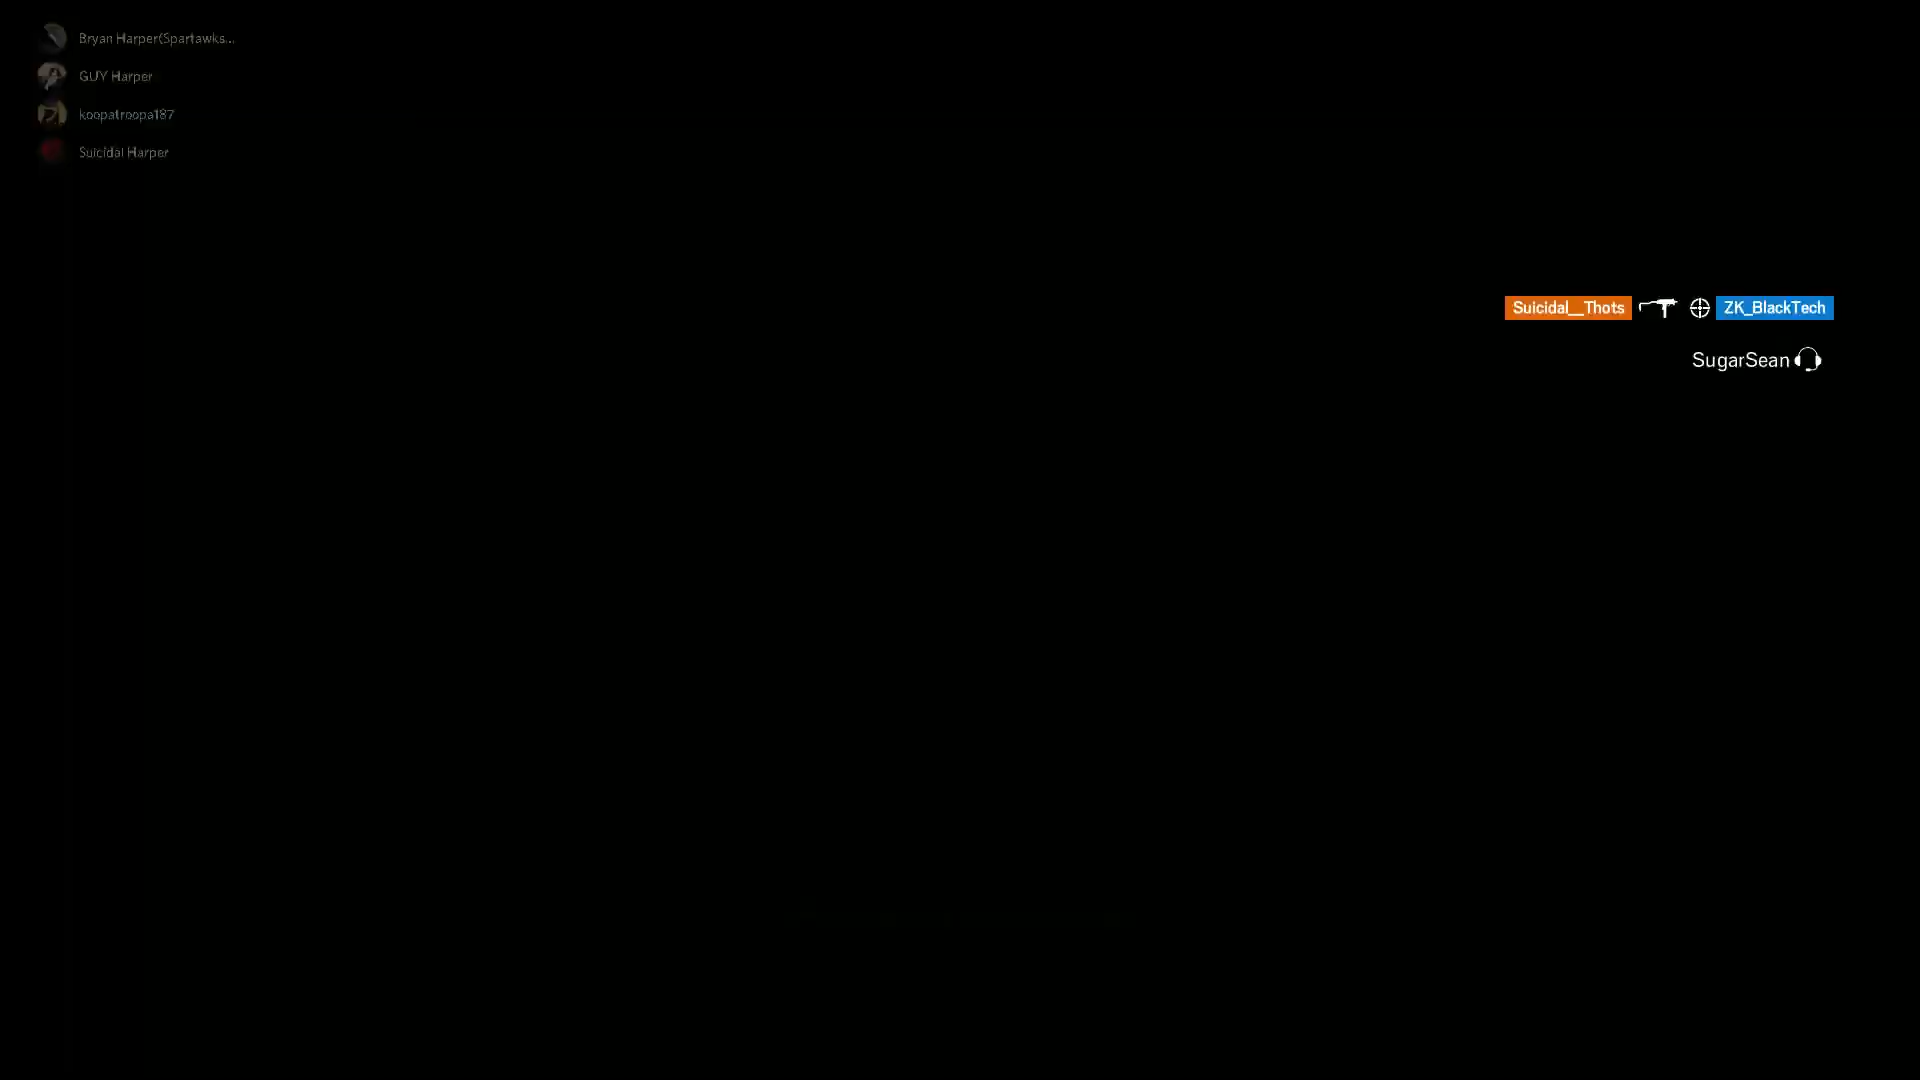 Bryan Harper(Spartawks...
GUY Harper
koopatroopa187
Suicidal Harper
Suicidal__Thots ZK_BlackTech
SugarSean